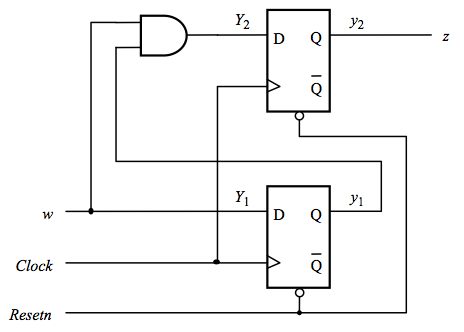 Y2 y2
D Q z
Q̅
Y1 y1
w D Q
Clock Q̅
Resetn